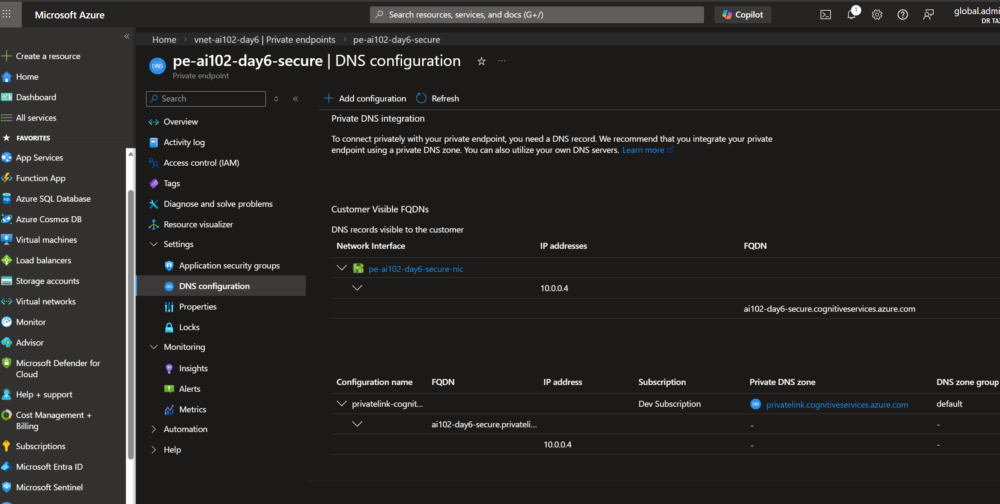 Microsoft Azure
Search resources, services, and docs (G+/)
Copilot
1
global.admi
DR TAX
Create a resource
Home
Dashboard
All services
FAVORITES
App Services
Function App
SQL
Azure SQL Database
Azure Cosmos DB
Virtual machines
Load balancers
Storage accounts
Virtual networks
Monitor
Advisor
Microsoft Defender for
Cloud
Help + support
Cost Management +
Billing
Subscriptions
Microsoft Entra ID
Microsoft Sentinel
Home > vnet-ai102-day6 | Private endpoints > pe-ai102-day6-secure
DNS
pe-ai102-day6-secure | DNS configuration
Private endpoint
Search
Overview
Activity log
Access control (IAM)
Tags
Diagnose and solve problems
Resource visualizer
Settings
Application security groups
DNS
DNS configuration
Properties
Locks
Monitoring
Insights
Alerts
Metrics
Automation
Help
Add configuration
Refresh
Private DNS integration
To connect privately with your private endpoint, you need a DNS record. We recommend that you integrate your private
endpoint using a private DNS zone. You can also utilize your own DNS servers. Learn more
Customer Visible FQDNs
DNS records visible to the customer
Network Interface IP addresses FQDN
pe-ai102-day6-secure-nic
10.0.0.4
ai102-day6-secure.cognitiveservices.azure.com
Configuration name FQDN IP address Subscription Private DNS zone DNS zone group
privatelink-cognit... Dev Subscription DNS privatelink.cognitiveservices.azure.com default
ai102-day6-secure.privateli... - -
10.0.0.4 - -